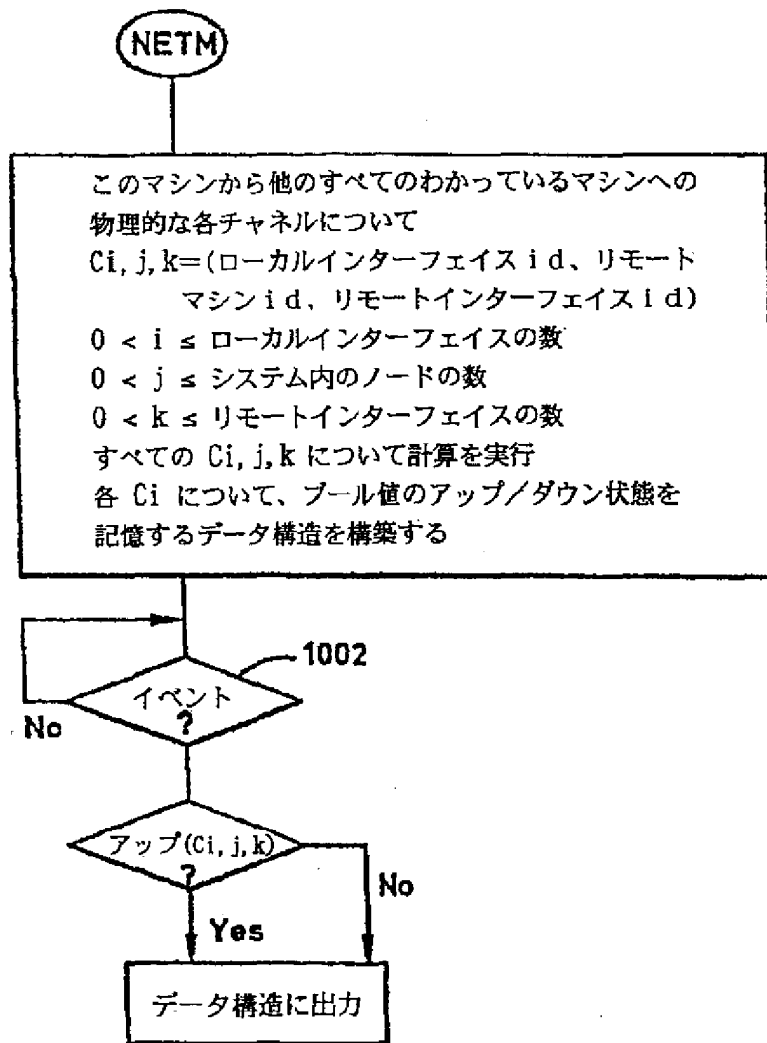 NETM
このマシンから他のすべてのわかっているマシンへの
物理的な各チャネルについて
Ci,j,k=(ローカルインターフェイスid、リモート
マシンid、リモートインターフェイスid)
0 < i ≤ ローカルインターフェイスの数
0 < j ≤ システム内のノードの数
0 < k ≤ リモートインターフェイスの数
すべての Ci,j,k について計算を実行
各 Ci について、ブール値のアップ/ダウン状態を
記憶するデータ構造を構築する
1002
イベント
?
No
アップ(Ci,j,k)
?
No
Yes
データ構造に出力